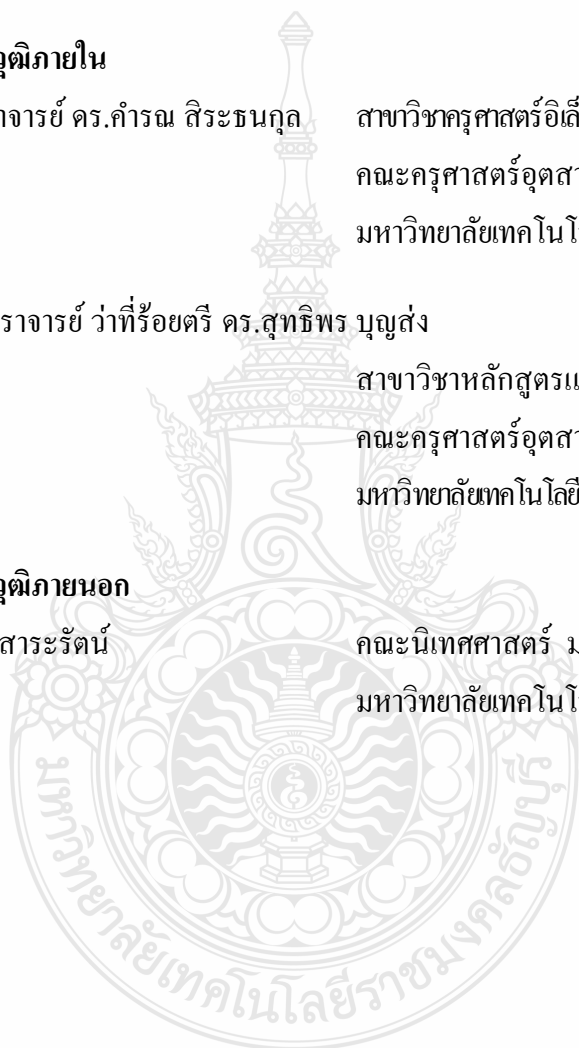 วุฒิภายใน
าจารย์ ดร.คำรณ สิระธนกุล สาขาวิชาครุศาสตร์อิเล็
คณะครุศาสตร์อุตสา
มหาวิทยาลัยเทคโนโ
ราจารย์ ว่าที่ร้อยตรี ดร.สุทธิพร บุญส่ง
สาขาวิชาหลักสูตรแ
คณะครุศาสตร์อุตสา
มหาวิทยาลัยเทคโนโลยี
วุฒิภายนอก
สาระรัตน์ คณะนิเทศศาสตร์ ม
มหาวิทยาลัยเทคโนโ
มหาวิทยาลัยเทคโนโลยีราชมงคลธัญบุรี